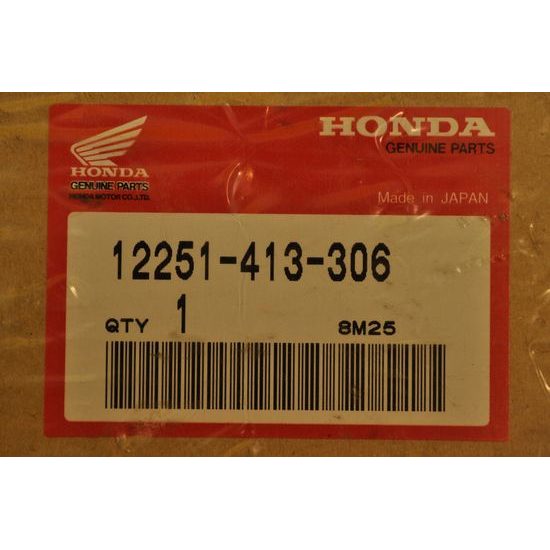 HONDA
GENUINE PARTS
HONDA MOTOR CO.,LTD.
HONDA
GENUINE PARTS
Made in JAPAN
12251-413-306
QTY 1 8M25